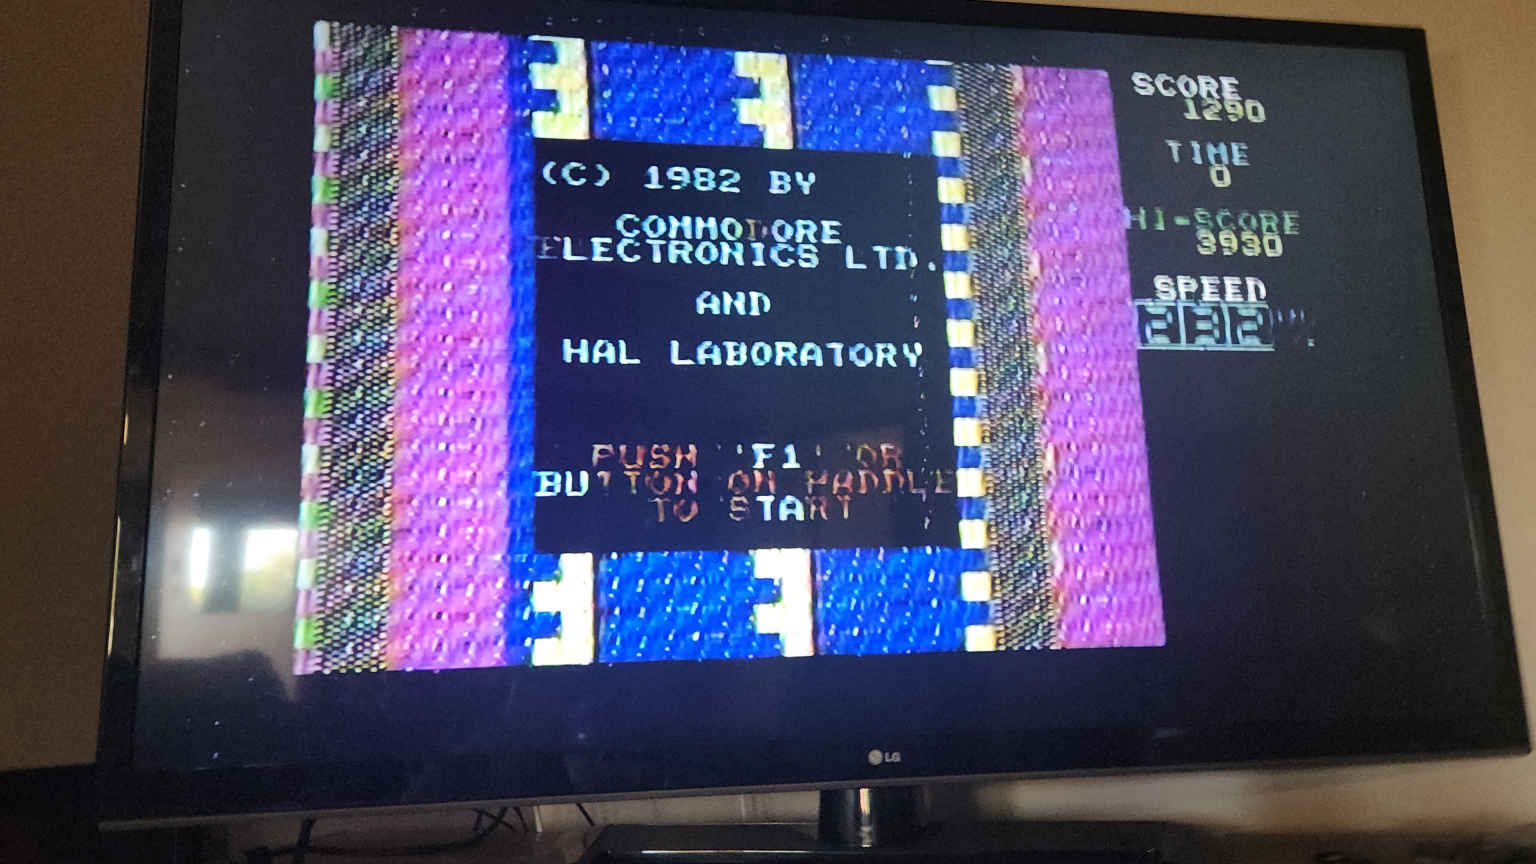 (C) 1982 BY
COMMODORE
ELECTRONICS LTD.
AND
HAL LABORATORY
PUSH 'F1' OR
BUTTON ON PADDLE
TO START
SCORE
1290
TIME
0
HI-SCORE
3930
SPEED
232
LG